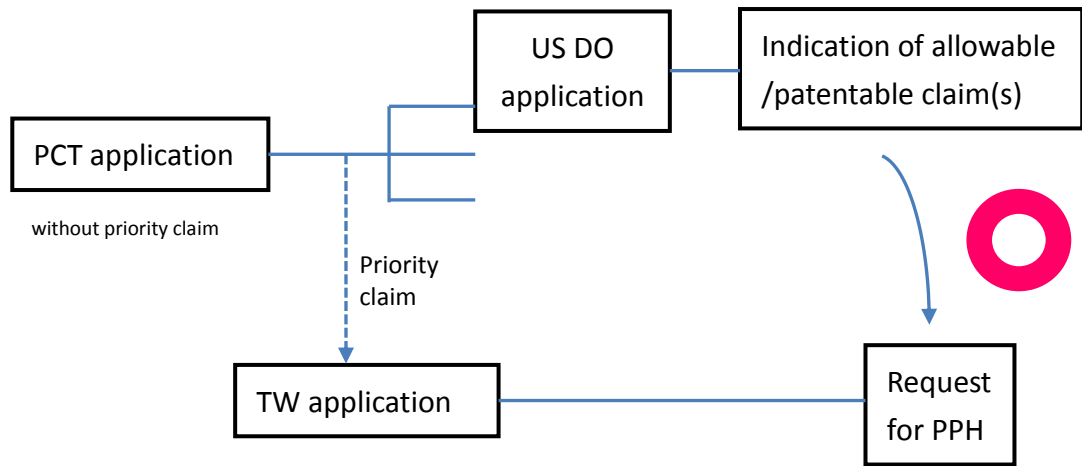 US DO
application
Indication of allowable
/patentable claim(s)
PCT application
without priority claim
Priority
claim
TW application
Request
for PPH